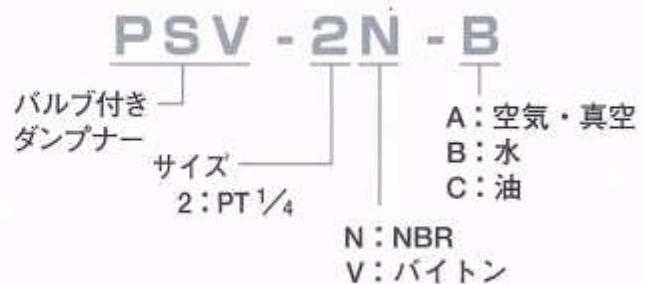 PSV-2N-B
バルブ付き
ダンプナー
サイズ
2：PT 1/4
A：空気・真空
B：水
C：油
N：NBR
V：バイトン